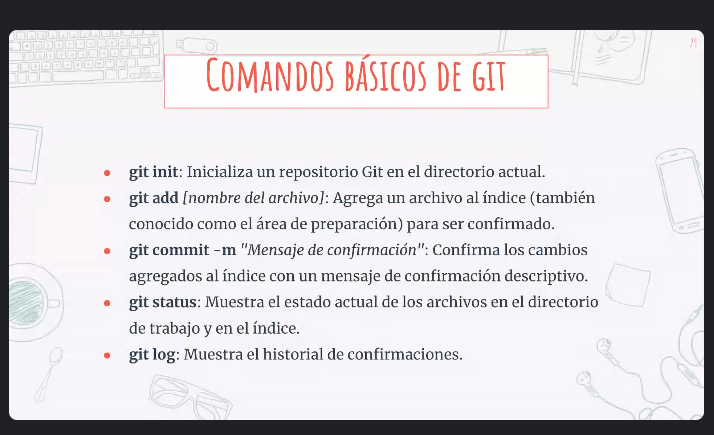 Comandos básicos de git
• git init: Inicializa un repositorio Git en el directorio actual.
• git add [nombre del archivo]: Agrega un archivo al índice (también
conocido como el área de preparación) para ser confirmado.
• git commit -m "Mensaje de confirmación": Confirma los cambios
agregados al índice con un mensaje de confirmación descriptivo.
• git status: Muestra el estado actual de los archivos en el directorio
de trabajo y en el índice.
• git log: Muestra el historial de confirmaciones.